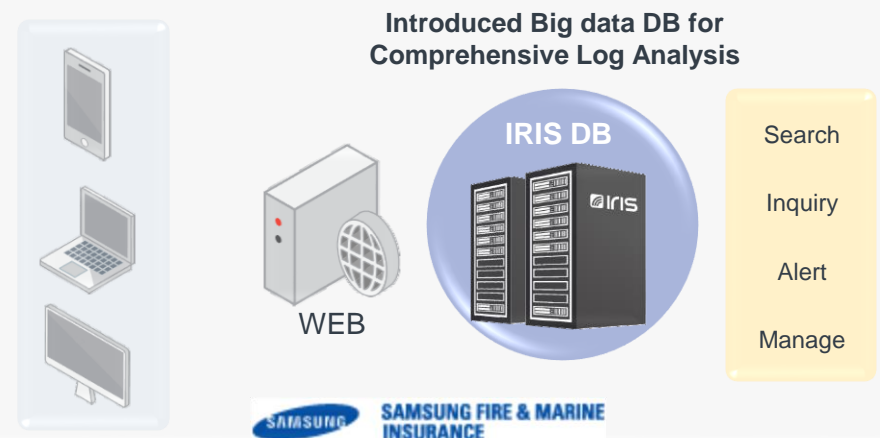 Introduced Big data DB for
Comprehensive Log Analysis
IRIS DB
IRIS
WEB
Search
Inquiry
Alert
Manage
SAMSUNG
SAMSUNG FIRE & MARINE
INSURANCE